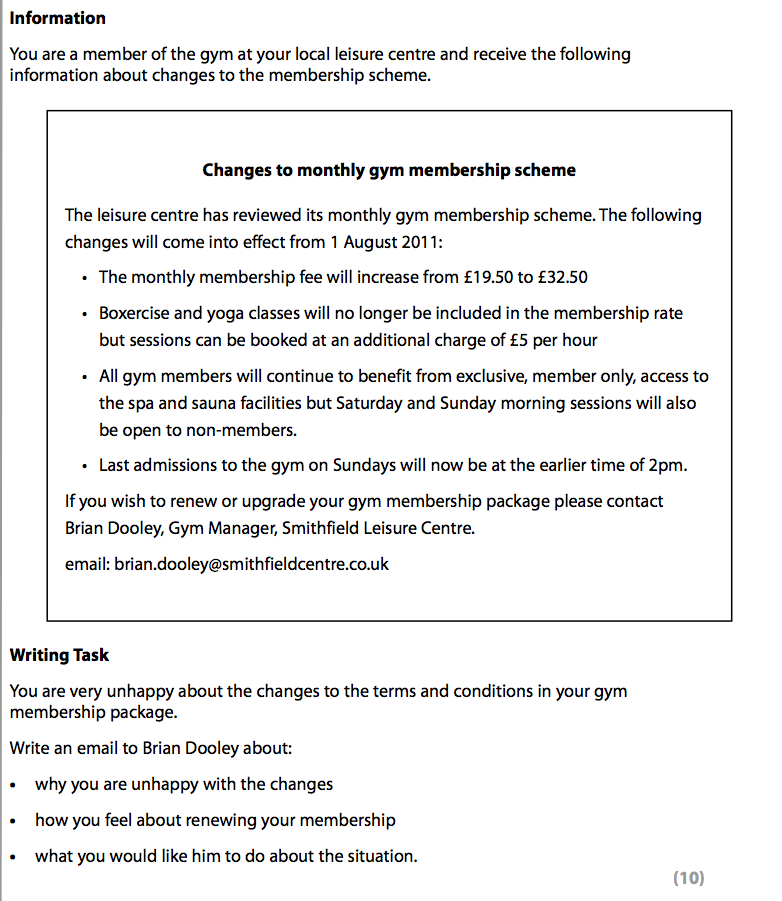 Information
You are a member of the gym at your local leisure centre and receive the following
information about changes to the membership scheme.
Changes to monthly gym membership scheme
The leisure centre has reviewed its monthly gym membership scheme. The following
changes will come into effect from 1 August 2011:
• The monthly membership fee will increase from £19.50 to £32.50
• Boxercise and yoga classes will no longer be included in the membership rate
but sessions can be booked at an additional charge of £5 per hour
• All gym members will continue to benefit from exclusive, member only, access to
the spa and sauna facilities but Saturday and Sunday morning sessions will also
be open to non-members.
• Last admissions to the gym on Sundays will now be at the earlier time of 2pm.
If you wish to renew or upgrade your gym membership package please contact
Brian Dooley, Gym Manager, Smithfield Leisure Centre.
email: brian.dooley@smithfieldcentre.co.uk
Writing Task
You are very unhappy about the changes to the terms and conditions in your gym
membership package.
Write an email to Brian Dooley about:
• why you are unhappy with the changes
• how you feel about renewing your membership
• what you would like him to do about the situation.
(10)